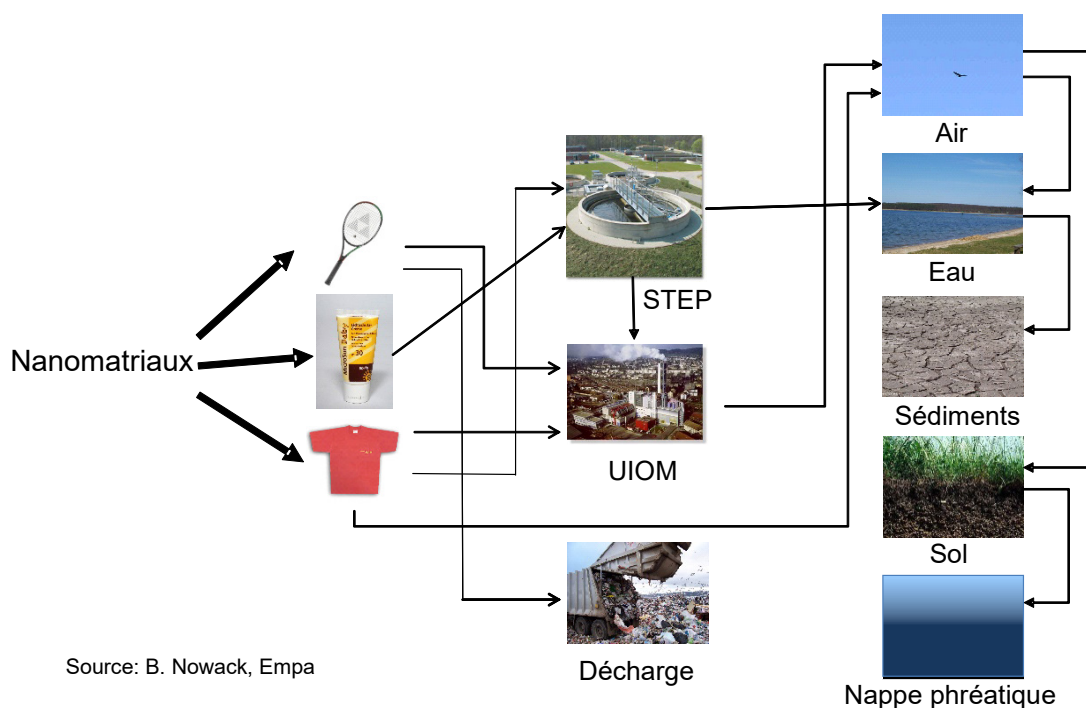 Air
Eau
STEP
Nanomatriaux
Sédiments
UIOM
Sol
Décharge
Source: B. Nowack, Empa
Nappe phréatique